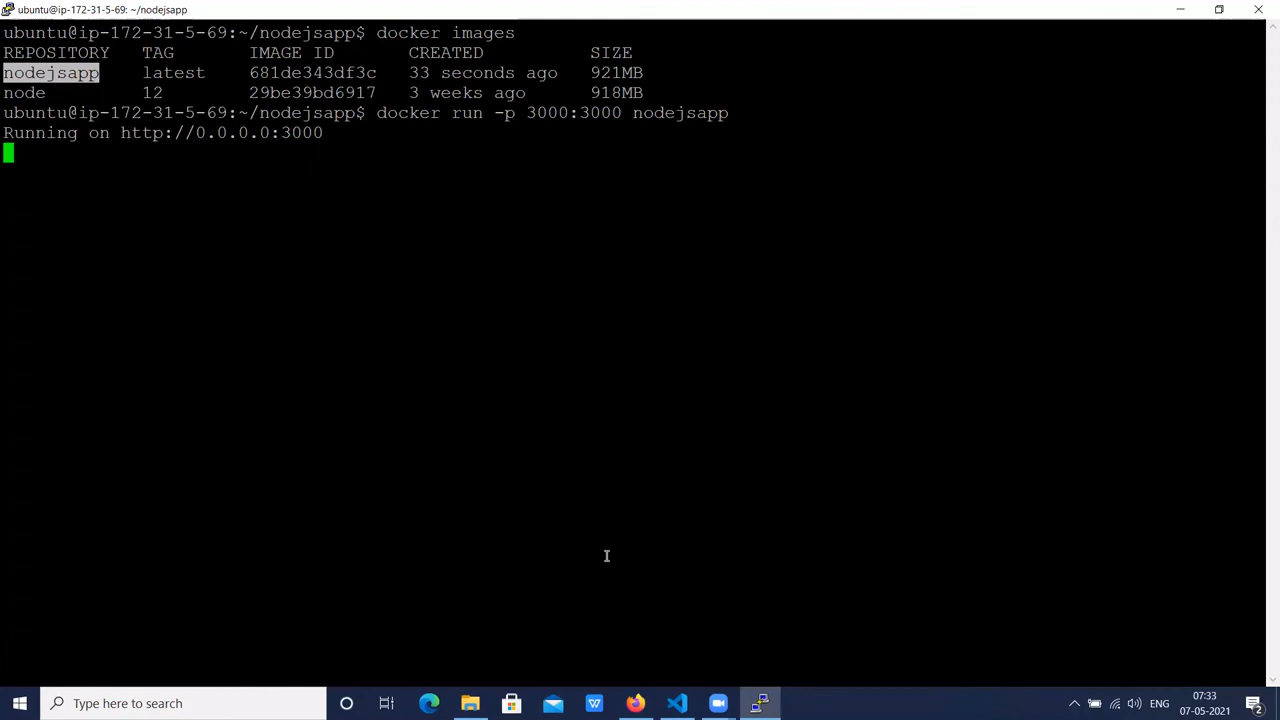 ubuntu@ip-172-31-5-69: ~/nodejsapp
ubuntu@ip-172-31-5-69:~/nodejsapp$ docker images
REPOSITORY TAG IMAGE ID CREATED SIZE
nodejsapp latest 681de343df3c 33 seconds ago 921MB
node 12 29be39bd6917 3 weeks ago 918MB
ubuntu@ip-172-31-5-69:~/nodejsapp$ docker run -p 3000:3000 nodejsapp
Running on http://0.0.0.0:3000
Type here to search
W
ENG
07:33
07-05-2021
2